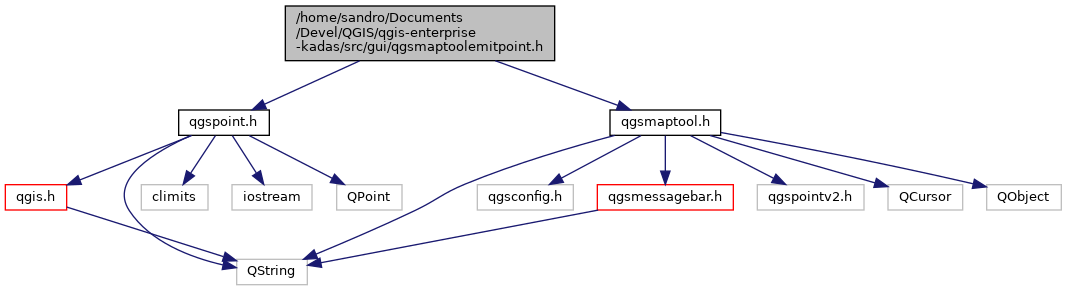 /home/sandro/Documents
/Devel/QGIS/qgis-enterprise
-kadas/src/gui/qgsmaptoolemitpoint.h
qgspoint.h
qgsmaptool.h
qgis.h
climits
iostream
QPoint
qgsconfig.h
qgsmessagebar.h
qgspointv2.h
QCursor
QObject
QString